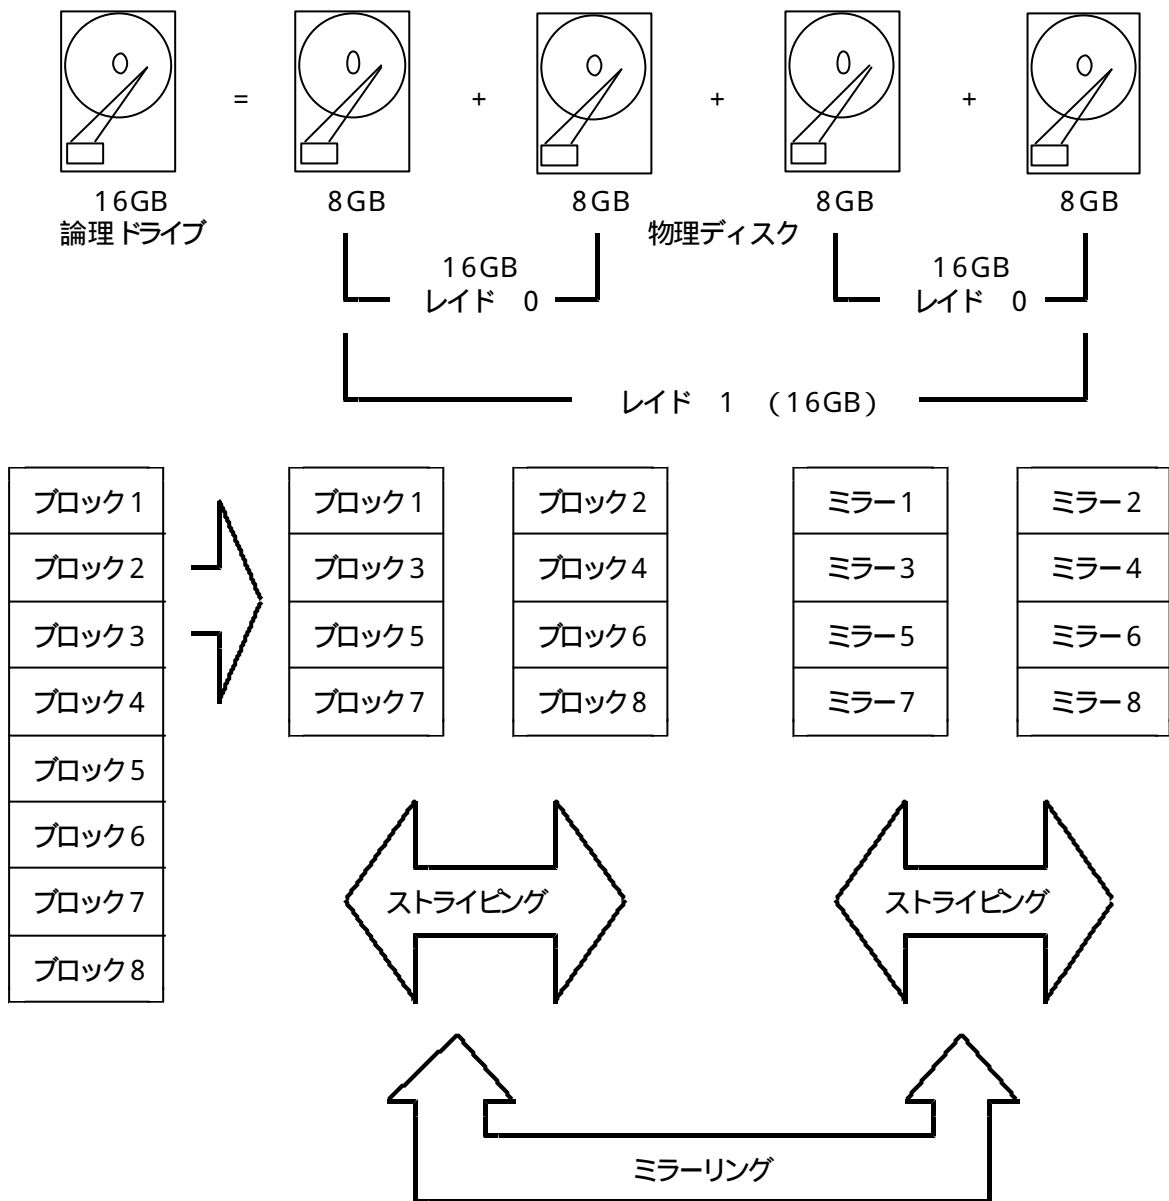 = + + +
16GB 8GB 8GB 8GB 8GB
論理ドライブ 物理ディスク
16GB 16GB
レイド 0 レイド 0
レイド 1 (16GB)
ブロック1 ブロック1 ブロック2 ミラー1 ミラー2
ブロック2 ブロック3 ブロック4 ミラー3 ミラー4
ブロック3 ブロック5 ブロック6 ミラー5 ミラー6
ブロック4 ブロック7 ブロック8 ミラー7 ミラー8
ブロック5
ブロック6
ブロック7
ストライピング ストライピング
ブロック8
ミラーリング